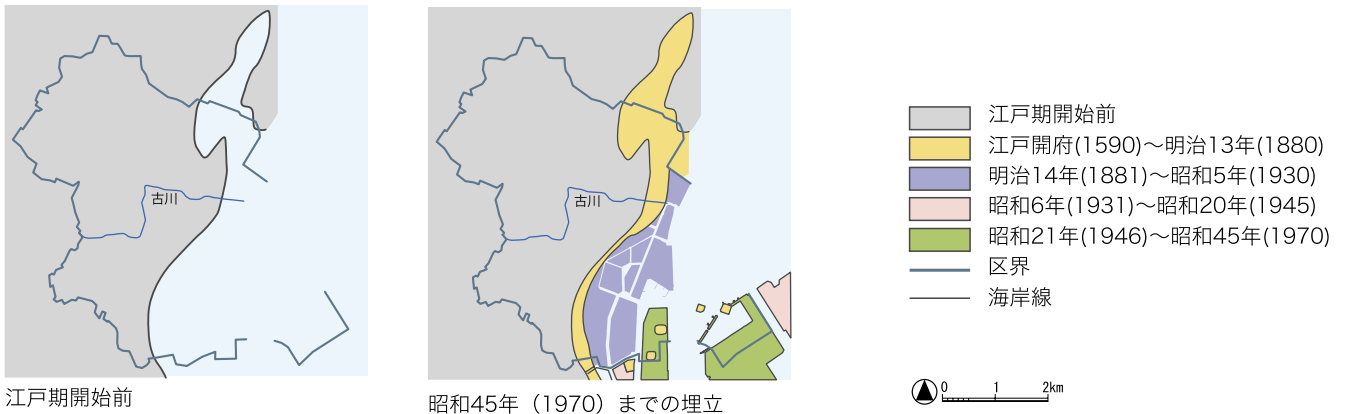 古川
江戸期開始前
古川
昭和45年（1970）までの埋立
江戸期開始前
江戸開府(1590)～明治13年(1880)
明治14年(1881)～昭和5年(1930)
昭和6年(1931)～昭和20年(1945)
昭和21年(1946)～昭和45年(1970)
区界
海岸線
0 1 2km